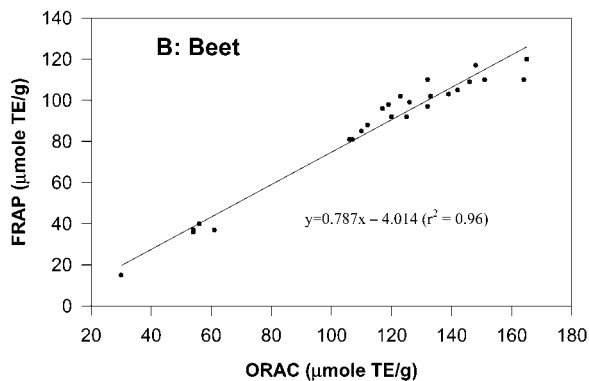 B: Beet
FRAP (μmole TE/g)
140
120
100
80
60
40
20
0
y=0.787x – 4.014 (r² = 0.96)
20 40 60 80 100 120 140 160 180
ORAC (μmole TE/g)